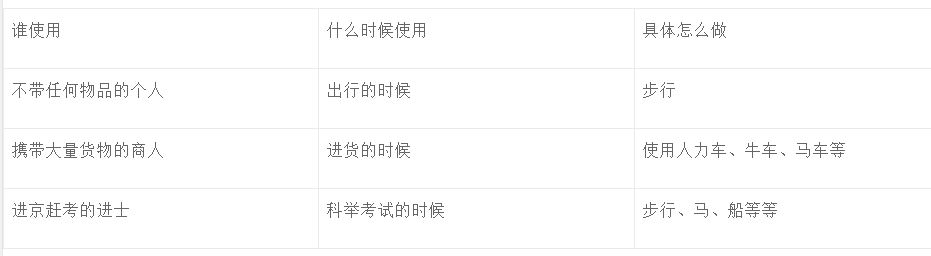 谁使用 什么时候使用 具体怎么做
不带任何物品的个人 出行的时候 步行
携带大量货物的商人 进货的时候 使用人力车、牛车、马车等
进京赶考的进士 科举考试的时候 步行、马、船等等